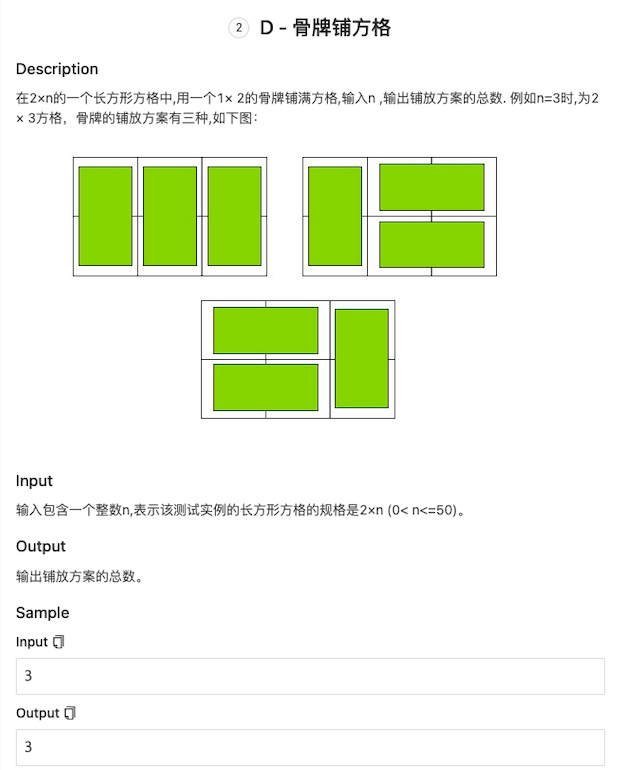 2 D - 骨牌铺方格
Description
在2×n的一个长方形方格中,用一个1× 2的骨牌铺满方格,输入n ,输出铺放方案的总数. 例如n=3时,为2
× 3方格，骨牌的铺放方案有三种,如下图：
Input
输入包含一个整数n,表示该测试实例的长方形方格的规格是2×n (0< n<=50)。
Output
输出铺放方案的总数。
Sample
Input
3
Output
3